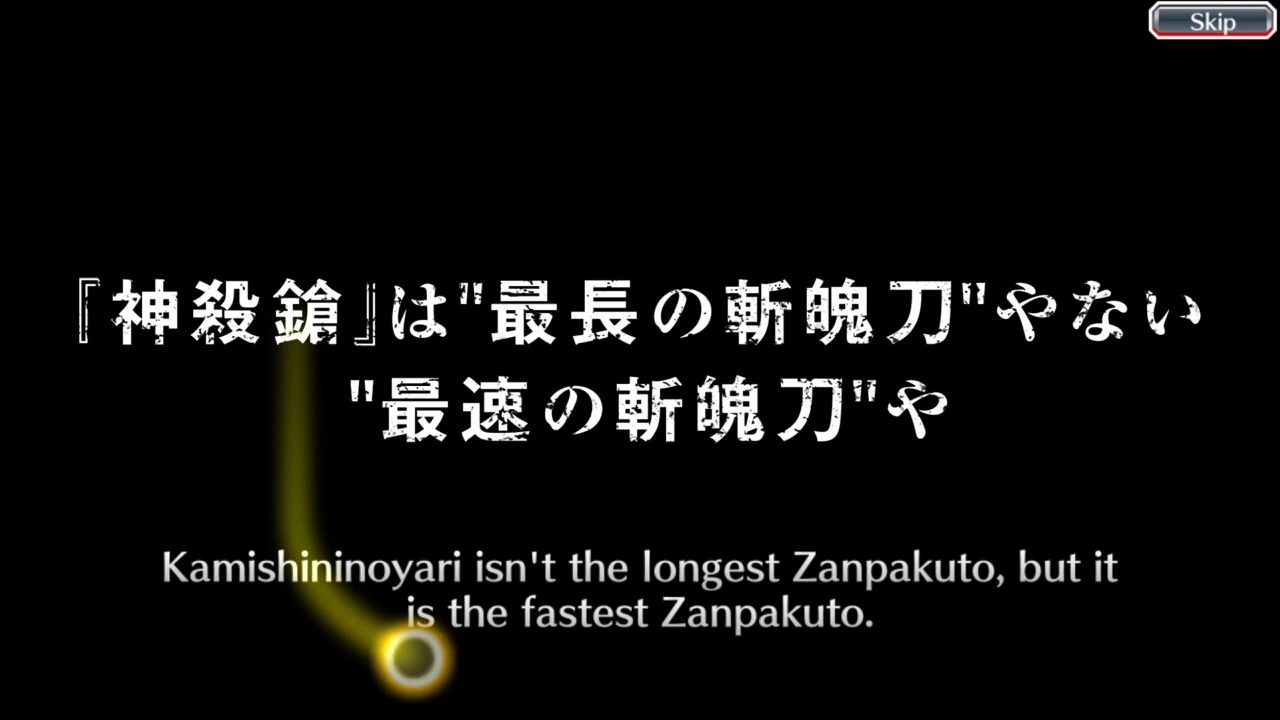 Skip
『神殺鎗』は"最長の斬魄刀"やない
"最速の斬魄刀"や
Kamishininoyari isn't the longest Zanpakuto, but it
is the fastest Zanpakuto.